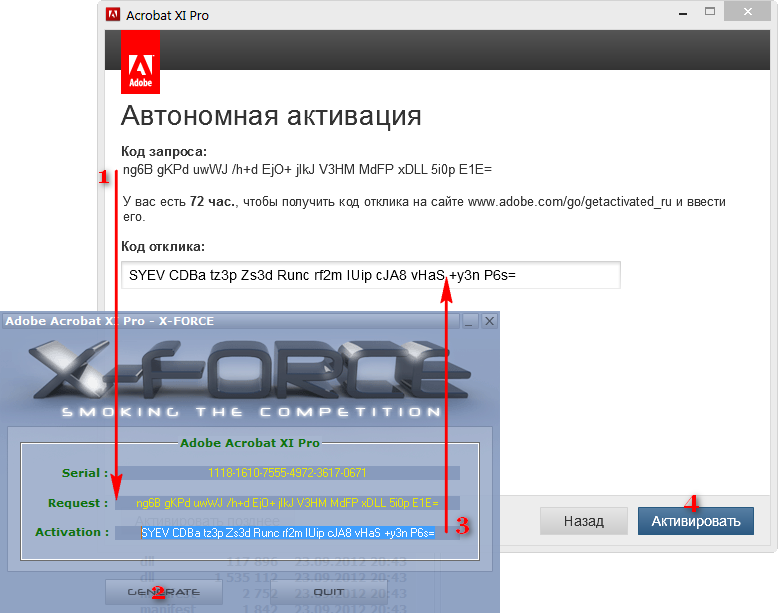 Acrobat XI Pro
Adobe
Автономная активация
Код запроса:
1
ng6B gKPd uwWJ /h+d EjO+ jIkJ V3HM MdFP xDLL 5i0p E1E=
У вас есть 72 час., чтобы получить код отклика на сайте www.adobe.com/go/getactivated_ru и ввести
его.
Код отклика:
SYEV CDBa tz3p Zs3d Runc rf2m IUip cJA8 vHaS +y3n P6s=
Adobe Acrobat XI Pro - X-FORCE
X-FORCE
SMOKING THE COMPETITION
Adobe Acrobat XI Pro
Serial : 1118-1610-7555-4972-3617-0671
Request : ng6B gKPd uwWJ /h+d EjO+ jIkJ V3HM MdFP xDLL 5i0p E1E=
Activation : SYEV CDBa tz3p Zs3d Runc rf2m IUip cJA8 vHaS +y3n P6s=
3
4
Назад
Активировать
dll 117 896 23.09.2012 20:43
GENERATE
2
QUIT
dll 1 535 112 23.09.2012 20:43
2 752 23.09.2012 20:43
manifest 1 842 23.09.2012 20:43